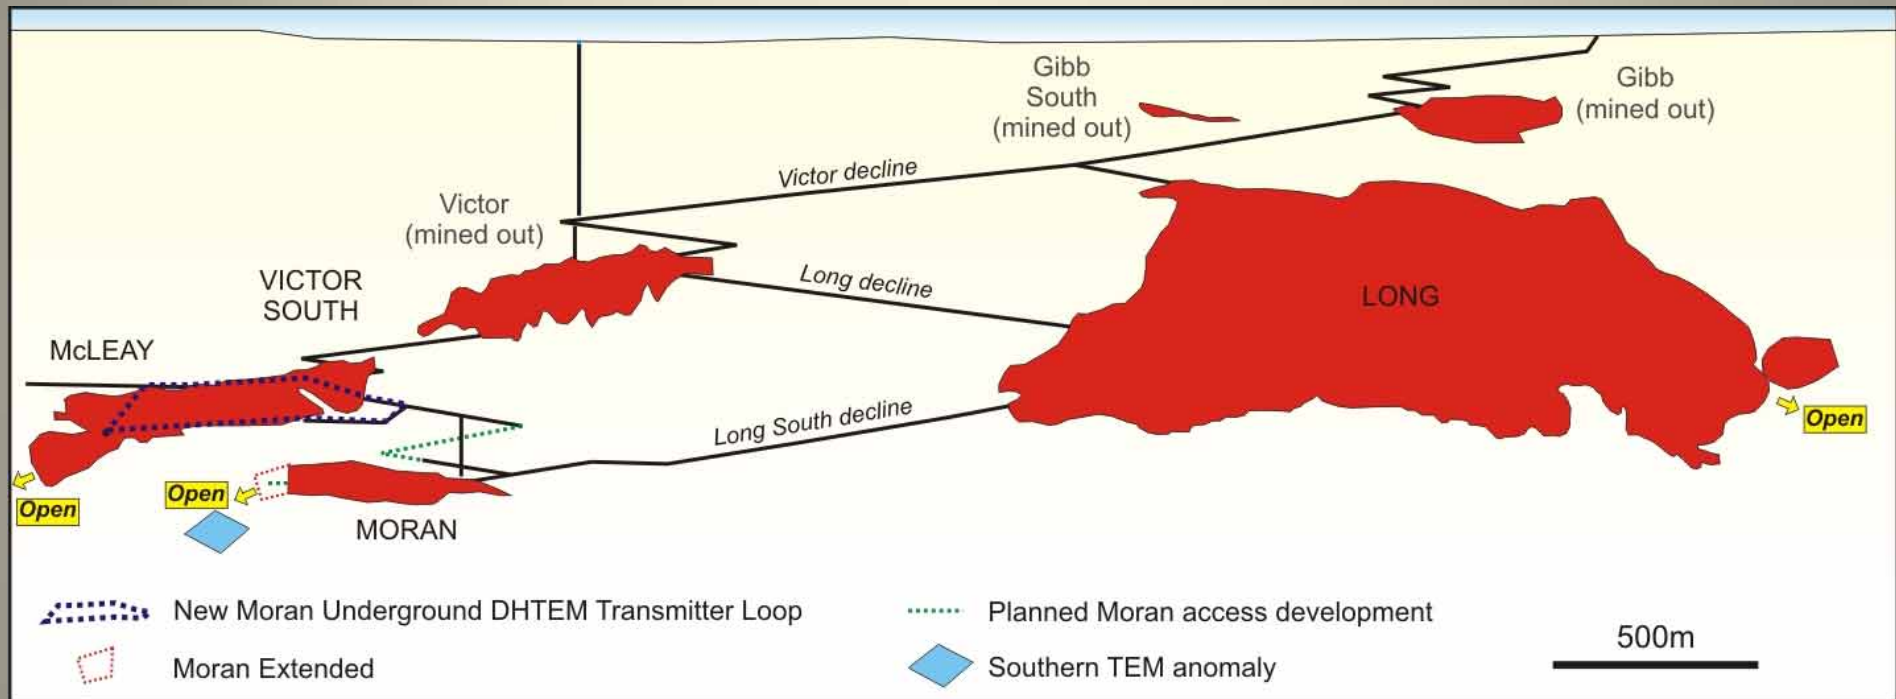 Gibb
South
(mined out)
Gibb
(mined out)
Victor decline
Victor
(mined out)
Long decline
VICTOR
SOUTH
LONG
McLEAY
Long South decline
Open
Open
Open
MORAN
New Moran Underground DHTEM Transmitter Loop
Planned Moran access development
500m
Moran Extended
Southern TEM anomaly